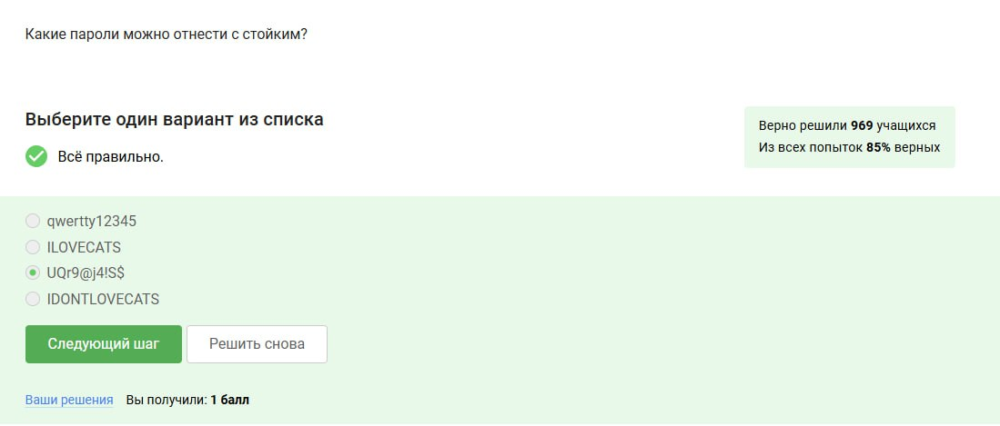 Какие пароли можно отнести с стойким?
Выберите один вариант из списка
Верно решили 969 учащихся
Из всех попыток 85% верных
Всё правильно.
qwertty12345
ILOVECATS
UQr9@j4!S$
IDONTLOVECATS
Следующий шаг Решить снова
Ваши решения Вы получили: 1 балл